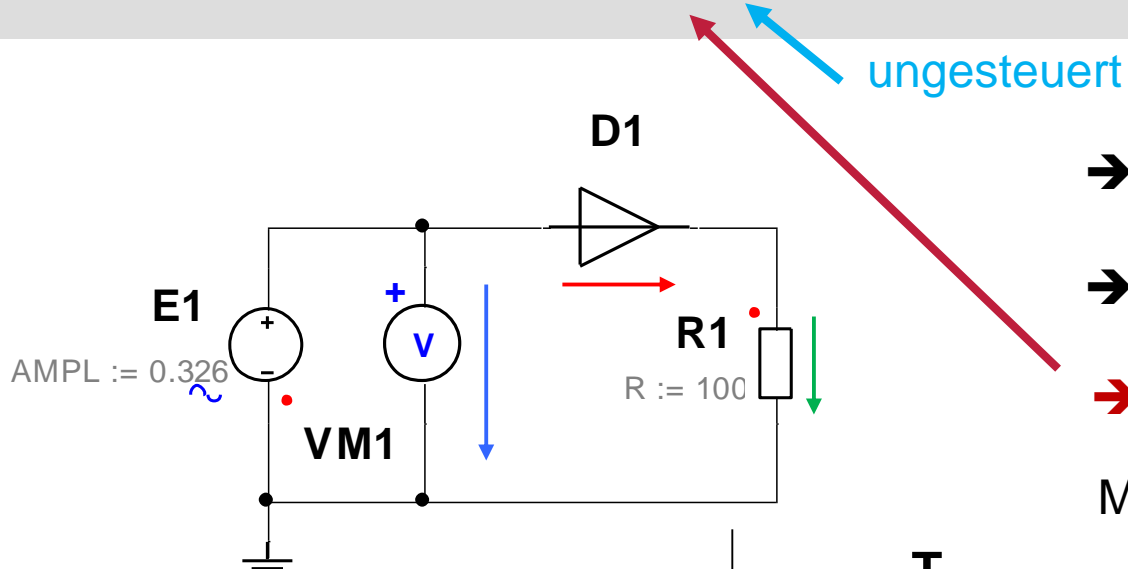 ungesteuert
D1
E1
+
+
V
R1
AMPL := 0.326
R := 100
VM1
M